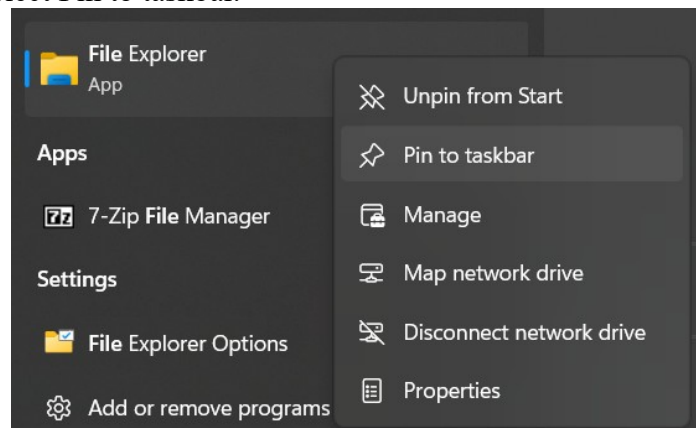 File Explorer
App
Unpin from Start
Apps
Pin to taskbar
7-Zip File Manager
Manage
Settings
Map network drive
File Explorer Options
Disconnect network drive
Add or remove programs
Properties